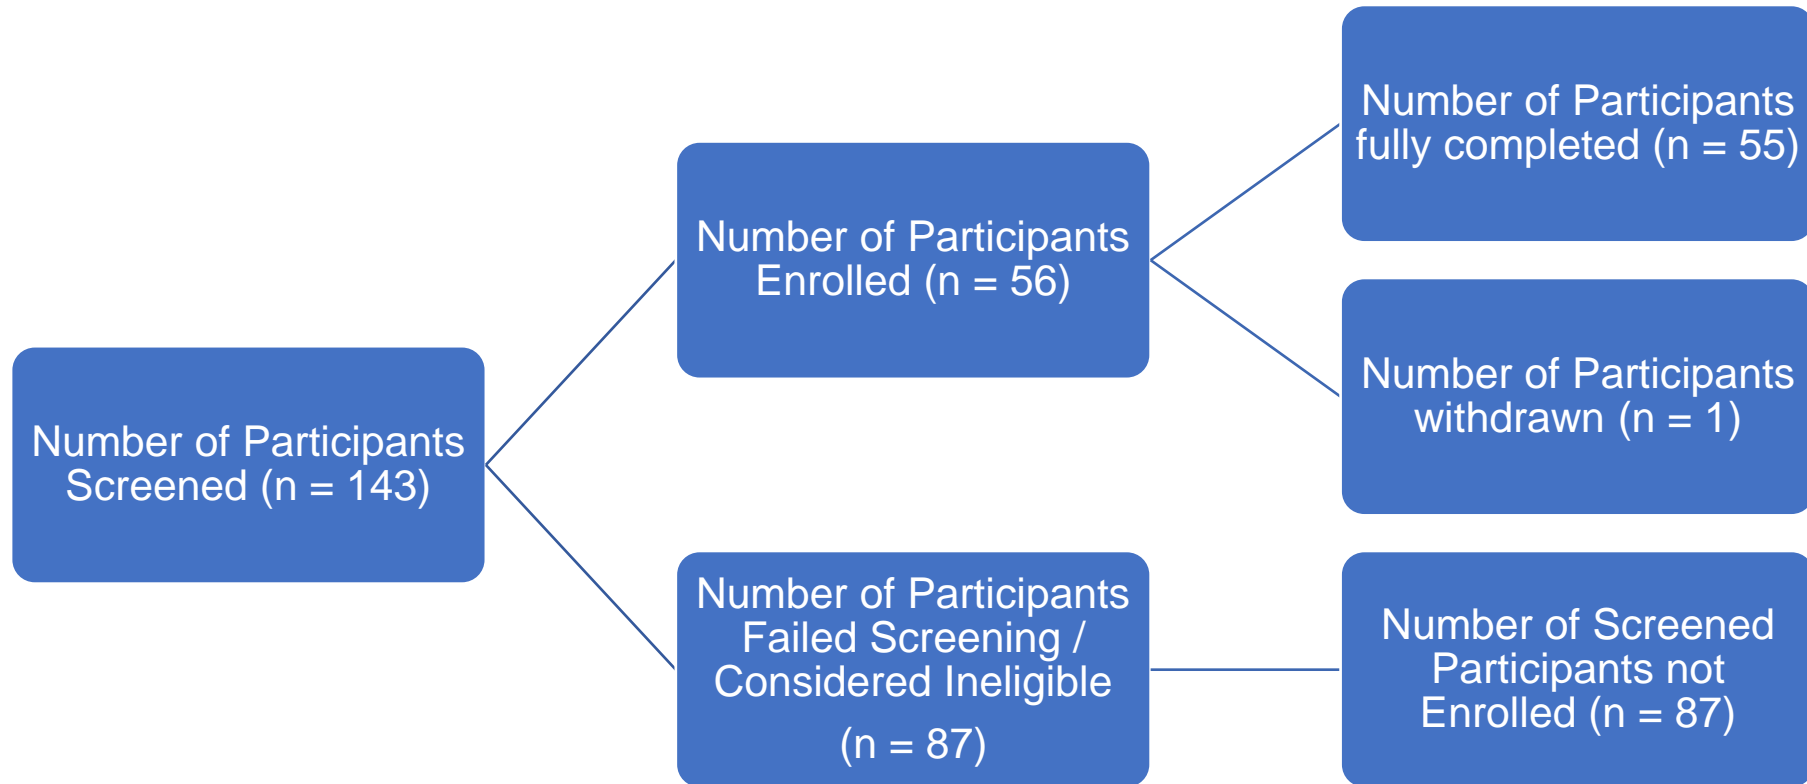 Number of Participants
Screened (n = 143)
Number of Participants
Enrolled (n = 56)
Number of Participants
Failed Screening /
Considered Ineligible
(n = 87)
Number of Participants
fully completed (n = 55)
Number of Participants
withdrawn (n = 1)
Number of Screened
Participants not
Enrolled (n = 87)